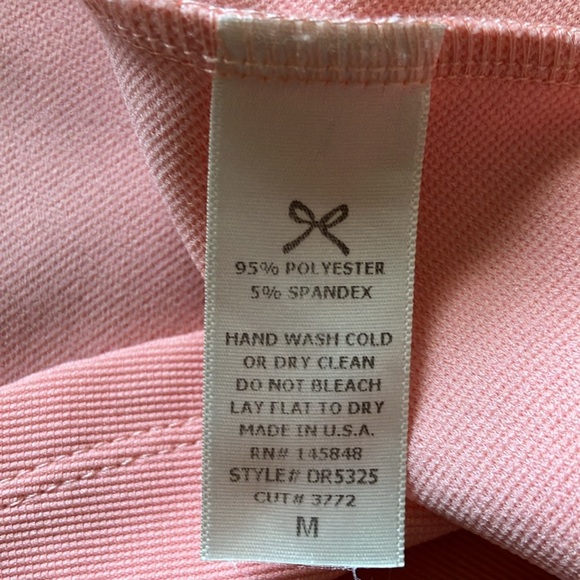 95% POLYESTER
5% SPANDEX
HAND WASH COLD
OR DRY CLEAN
DO NOT BLEACH
LAY FLAT TO DRY
MADE IN U.S.A.
RN# 145848
STYLE# DR5325
CUT# 3772
M